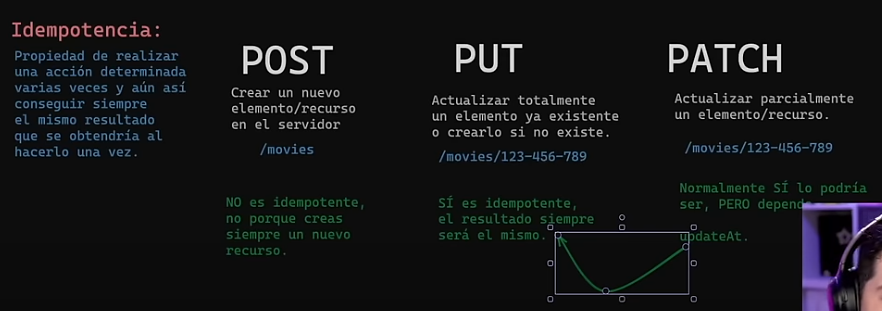 Idempotencia:
Propiedad de realizar
una acción determinada
varias veces y aún así
conseguir siempre
el mismo resultado
que se obtendría al
hacerlo una vez.
POST
Crear un nuevo
elemento/recurso
en el servidor
/movies
NO es idempotente,
no porque creas
siempre un nuevo
recurso.
PUT
Actualizar totalmente
un elemento ya existente
o crearlo si no existe.
/movies/123-456-789
SÍ es idempotente,
el resultado siempre
será el mismo.
PATCH
Actualizar parcialmente
un elemento/recurso.
/movies/123-456-789
Normalmente SÍ lo podría
ser, PERO depende
updateAt.